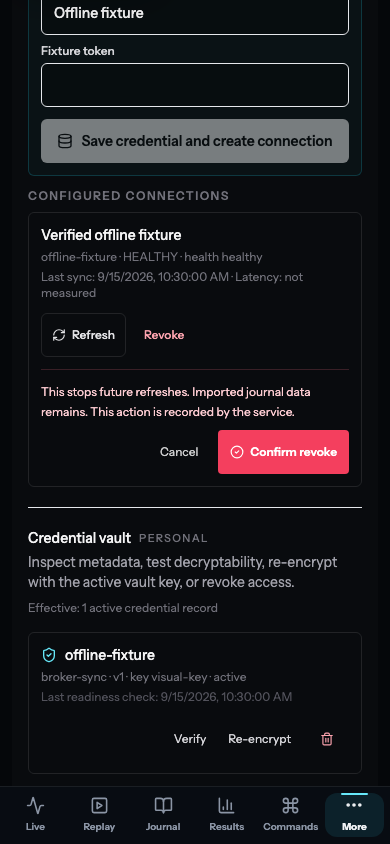 Offline fixture
Fixture token
Save credential and create connection
CONFIGURED CONNECTIONS
Verified offline fixture
offline-fixture · HEALTHY · health healthy
Last sync: 9/15/2026, 10:30:00 AM · Latency: not
measured
Refresh Revoke
This stops future refreshes. Imported journal data
remains. This action is recorded by the service.
Cancel Confirm revoke
Credential vault PERSONAL
Inspect metadata, test decryptability, re-encrypt
with the active vault key, or revoke access.
Effective: 1 active credential record
offline-fixture
broker-sync · v1 · key visual-key · active
Last readiness check: 9/15/2026, 10:30:00 AM
Verify Re-encrypt
Live Replay Journal Results Commands More